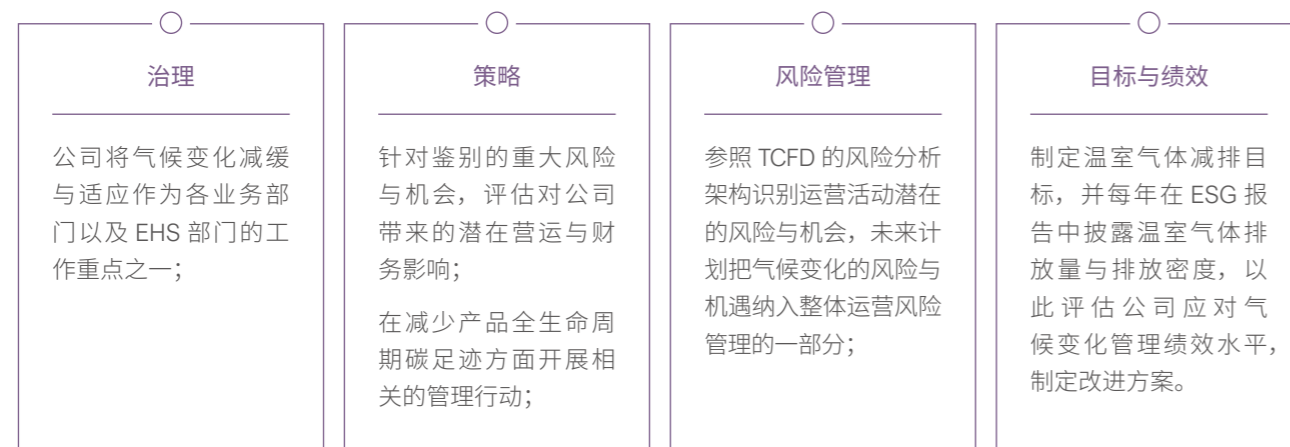 治理
公司将气候变化减缓
与适应作为各业务部
门以及 EHS 部门的工
作重点之一；
策略
针对鉴别的重大风险
与机会，评估对公司
带来的潜在营运与财
务影响；
在减少产品全生命周
期碳足迹方面开展相
关的管理行动；
风险管理
参照 TCFD 的风险分析
架构识别运营活动潜在
的风险与机会，未来计
划把气候变化的风险与
机遇纳入整体运营风险
管理的一部分；
目标与绩效
制定温室气体减排目
标，并每年在 ESG 报
告中披露温室气体排
放量与排放密度，以
此评估公司应对气
候变化管理绩效水平，
制定改进方案。